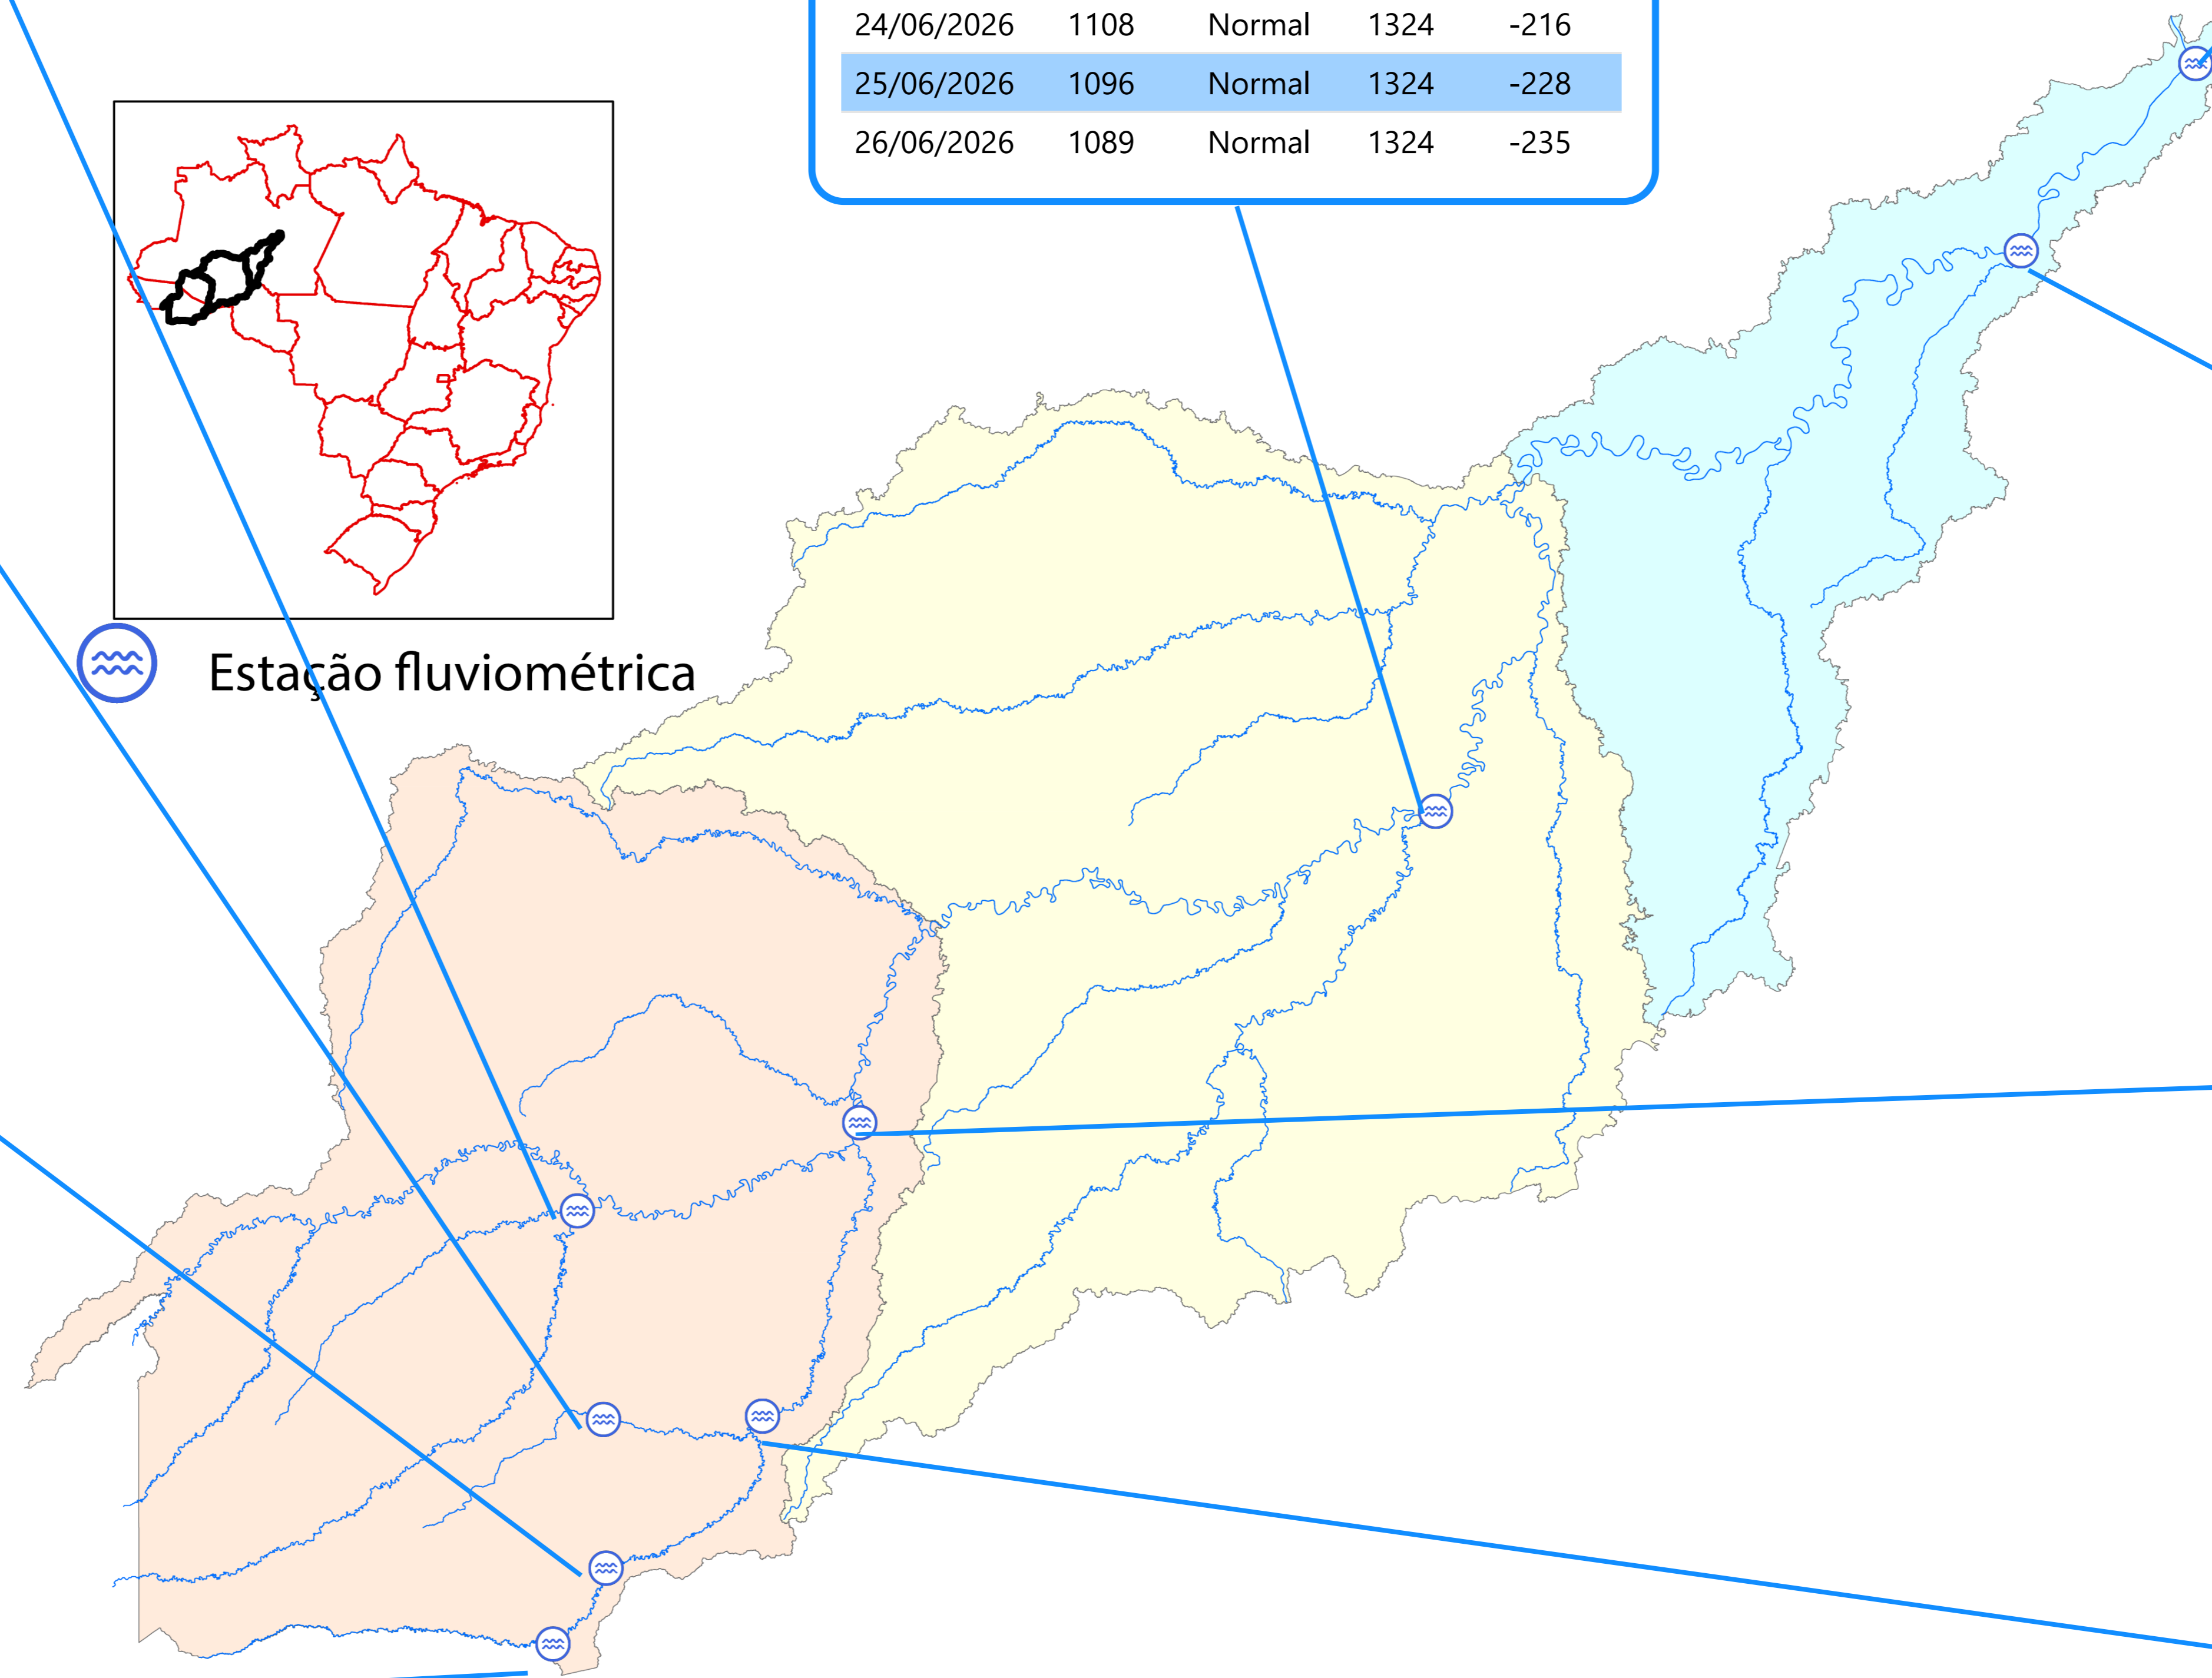 24/06/2026 1108 Normal 1324 -216
25/06/2026 1096 Normal 1324 -228
26/06/2026 1089 Normal 1324 -235
Estação fluviométrica